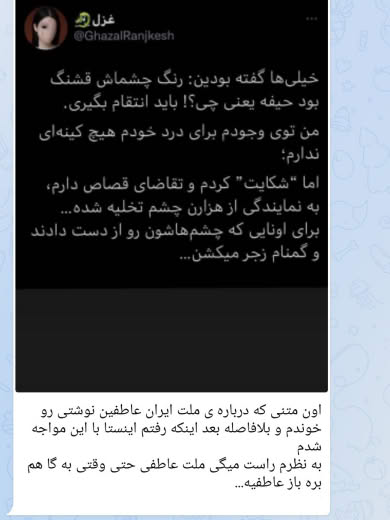 غزل
@GhazalRanjkesh
خیلی‌ها گفته بودین: رنگ چشماش قشنگ
بود حیفه یعنی چی؟! باید انتقام بگیری.
من توی وجودم برای درد خودم هیچ کینه‌ای
ندارم؛
اما “شکایت” کردم و تقاضای قصاص دارم،
به نمایندگی از هزارن چشم تخلیه شده...
برای اونایی که چشم‌هاشون رو از دست دادند
و گمنام زجر میکشن...
اون متنی که درباره ی ملت ایران عاطفین نوشتی رو
خوندم و بلافاصله بعد اینکه رفتم اینستا با این مواجه
شدم
به نظرم راست میگی ملت عاطفی حتی وقتی به گا هم
بره باز عاطفیه...